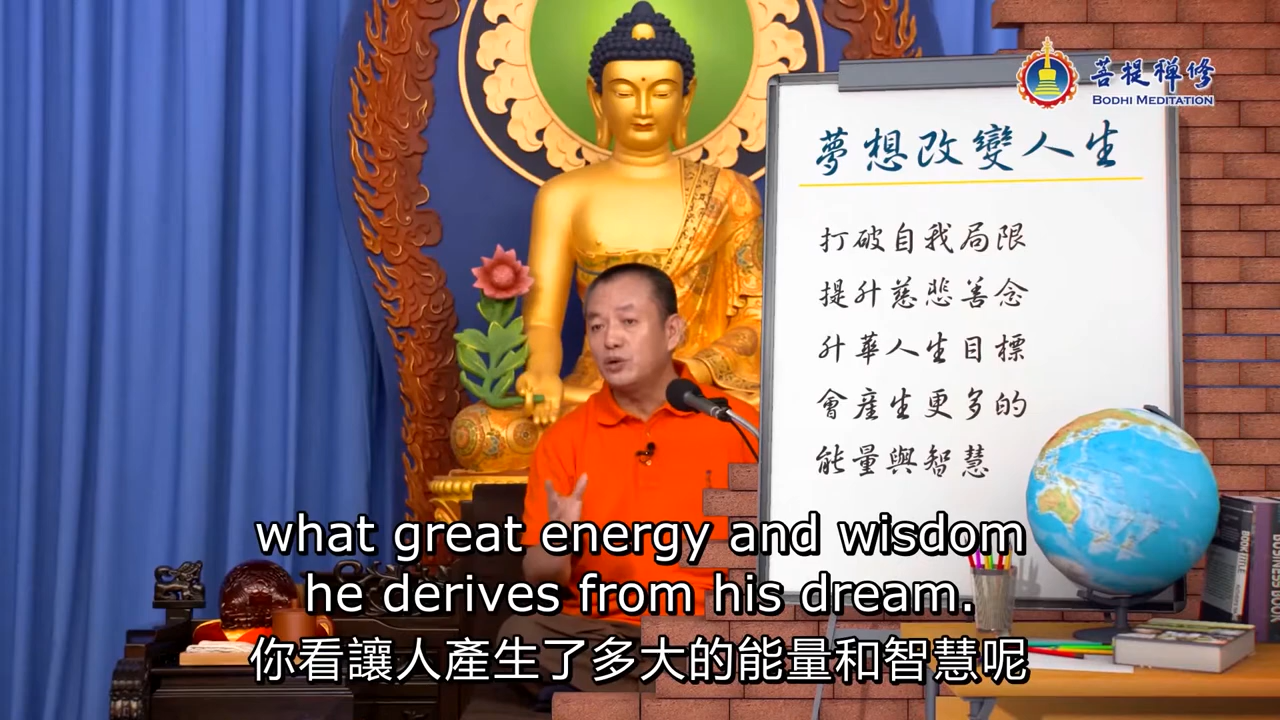 菩提禪修
BODHI MEDITATION
夢想改變人生
打破自我局限
提升慈悲善念
升華人生目標
會產生更多的
能量與智慧
what great energy and wisdom
he derives from his dream.
你看讓人產生了多大的能量和智慧呢